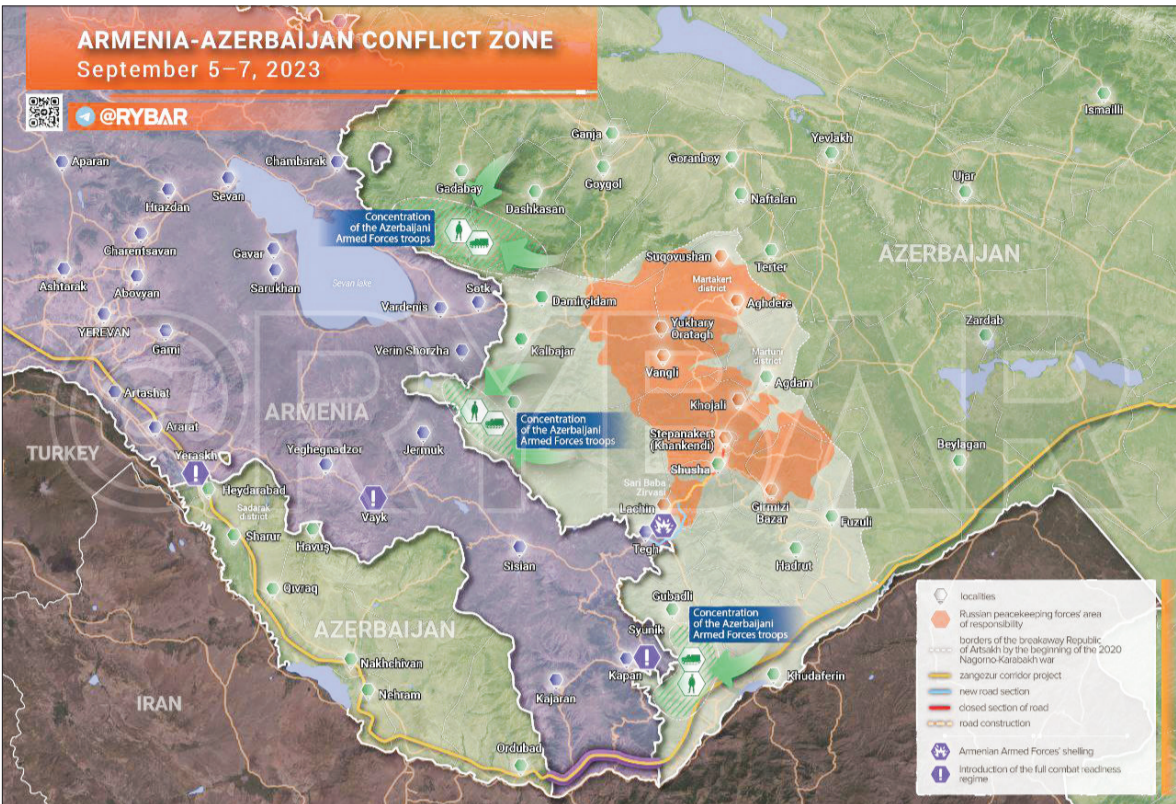 ARMENIA-AZERBAIJAN CONFLICT ZONE
September 5–7, 2023
@RYBAR
Aparan
Chambarak
Sevan
Hrazdan
Charentsavan
Gavar
Ashtarak
Abovyan
Sarukhan
Sevan lake
YEREVAN
Garni
Vardenis
Sotk
Verin Shorzha
Artashat
ARMENIA
Ararat
Yeghegnadzor
Jermuk
TURKEY
Yeraskh
Heydarabad
Sadarak
district
Sharur
Havuş
Vayk
Qıvraq
AZERBAIJAN
Nakhchivan
Nehram
IRAN
Ordubad
Sisian
Kajaran
Kapan
Syunik
Tegh
Ganja
Gadabay
Dashkasan
Goygol
Goranboy
Naftalan
Yevlakh
Ujar
Ismailli
AZERBAIJAN
Concentration
of the Azerbaijani
Armed Forces troops
Suqovushan
Terter
Martakert
district
Aghdere
Damirçidam
Kalbajar
Yukhary
Oratagh
Vangli
Martuni
district
Agdam
Khojali
Zardab
Beylagan
Concentration
of the Azerbaijani
Armed Forces troops
Stepanakert
(Khankendi)
Shusha
Sari Baba
Zirvasi
Lachin
Girmizi
Bazar
Fuzuli
Hadrut
Gubadli
Concentration
of the Azerbaijani
Armed Forces troops
Khudaferin
@RYBAR
localities
Russian peacekeeping forces' area
of responsibility
borders of the breakaway Republic
of Artsakh by the beginning of the 2020
Nagorno-Karabakh war
zangezur corridor project
new road section
closed section of road
road construction
Armenian Armed Forces' shelling
Introduction of the full combat readiness
regime